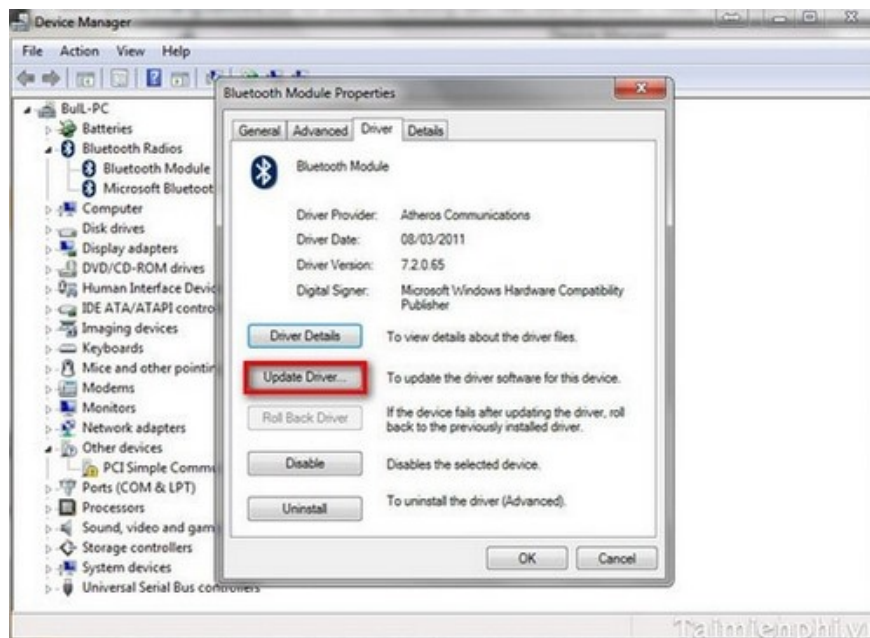 Device Manager
File Action View Help
BulL-PC
Batteries
Bluetooth Radios
Bluetooth Module
Microsoft Bluetoot
Computer
Disk drives
Display adapters
DVD/CD-ROM drives
Human Interface Devic
IDE ATA/ATAPI contro
Imaging devices
Keyboards
Mice and other pointin
Modems
Monitors
Network adapters
Other devices
PCI Simple Commu
Ports (COM & LPT)
Processors
Sound, video and gam
Storage controllers
System devices
Universal Serial Bus controllers
Bluetooth Module Properties
General Advanced Driver Details
Bluetooth Module
Driver Provider: Atheros Communications
Driver Date: 08/03/2011
Driver Version: 7.2.0.65
Digital Signer: Microsoft Windows Hardware Compatibility
Publisher
Driver Details To view details about the driver files.
Update Driver... To update the driver software for this device.
Roll Back Driver If the device fails after updating the driver, roll
back to the previously installed driver.
Disable Disables the selected device.
Uninstall To uninstall the driver (Advanced).
OK Cancel
Taimienphi.vn